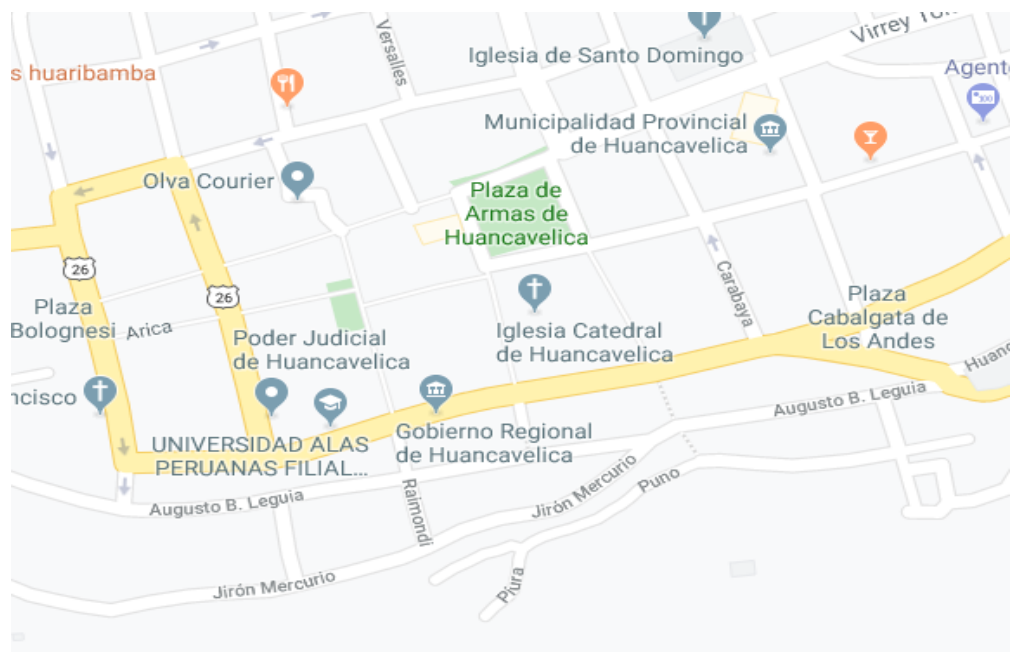 Versalles
Virrey Tol
Iglesia de Santo Domingo
s huaribamba
Agent
Municipalidad Provincial
de Huancavelica
Olva Courier
Plaza de
Armas de
Huancavelica
26
26
Carabaya
Plaza
Bolognesi
Arica
Plaza
Cabalgata de
Los Andes
Poder Judicial
de Huancavelica
Iglesia Catedral
de Huancavelica
Huanc
ncisco
Augusto B. Leguia
UNIVERSIDAD ALAS
PERUANAS FILIAL...
Gobierno Regional
de Huancavelica
Augusto B. Leguia
Raimondi
Jirón Mercurio
Puno
Jirón Mercurio
Piura